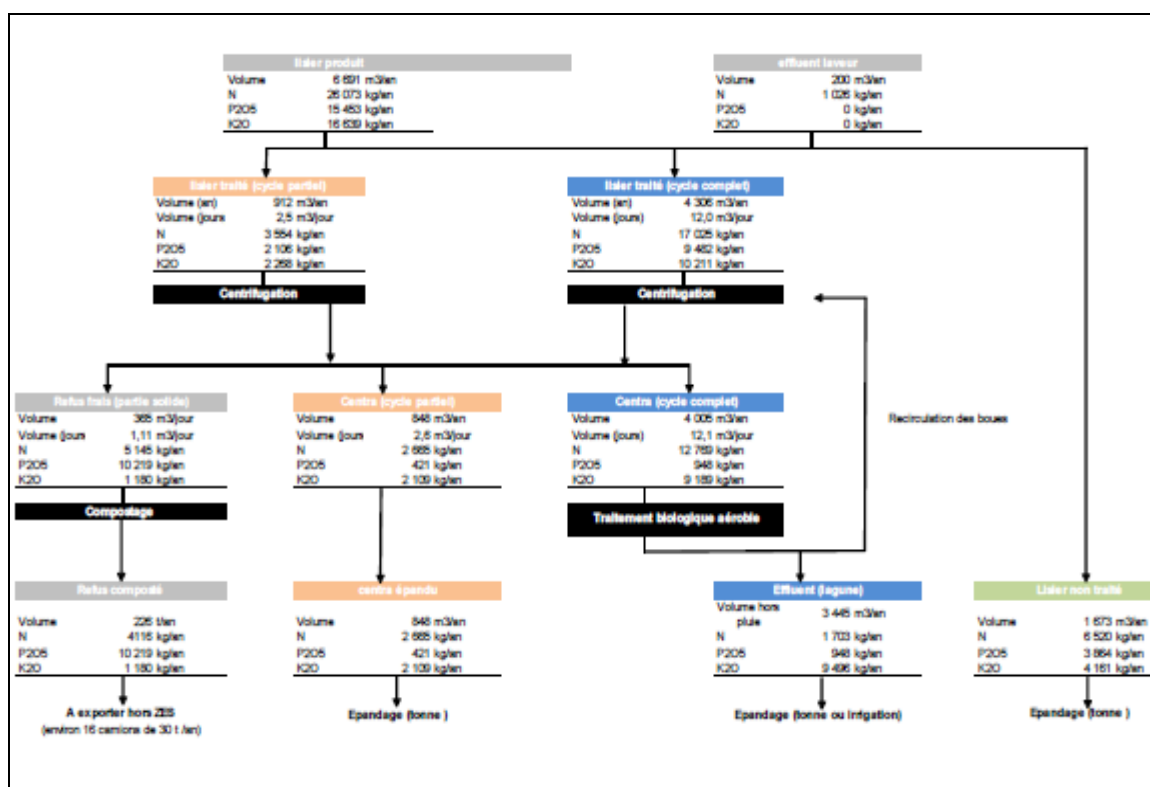 lisier produit
Volume 6 691 m3/an
N 26 073 kg/an
P2O5 15 453 kg/an
K2O 16 639 kg/an
effluent laveur
Volume 200 m3/an
N 1 026 kg/an
P2O5 0 kg/an
K2O 0 kg/an
lisier traité (cycle partiel)
Volume (an) 912 m3/an
Volume (jours 2,5 m3/jour
N 3 554 kg/an
P2O5 2 106 kg/an
K2O 2 268 kg/an
Centrifugation
lisier traité (cycle complet)
Volume (an) 4 306 m3/an
Volume (jours) 12,0 m3/jour
N 17 025 kg/an
P2O5 9 482 kg/an
K2O 10 211 kg/an
Centrifugation
Refus frais (partie solide)
Volume 365 m3/jour
Volume (jours 1,11 m3/jour
N 5 145 kg/an
P2O5 10 219 kg/an
K2O 1 180 kg/an
Compostage
Centra (cycle partiel)
Volume 848 m3/an
Volume (jours 2,6 m3/jour
N 2 665 kg/an
P2O5 421 kg/an
K2O 2 109 kg/an
Centra (cycle complet)
Volume 4 005 m3/an
Volume (jours) 12,1 m3/jour
N 12 769 kg/an
P2O5 948 kg/an
K2O 9 189 kg/an
Traitement biologique aéroble
Recirculation des boues
Refus composté
Volume 226 t/an
N 4116 kg/an
P2O5 10 219 kg/an
K2O 1 180 kg/an
A exporter hors ZES
(environ 16 camions de 30 t /an)
centra épandu
Volume 848 m3/an
N 2 665 kg/an
P2O5 421 kg/an
K2O 2 109 kg/an
Epandage (tonne )
Effluent (lagune)
Volume hors
pluie 3 445 m3/an
N 1 703 kg/an
P2O5 948 kg/an
K2O 9 496 kg/an
Epandage (tonne ou irrigation)
Lisier non traité
Volume 1 673 m3/an
N 6 520 kg/an
P2O5 3 864 kg/an
K2O 4 161 kg/an
Epandage (tonne )